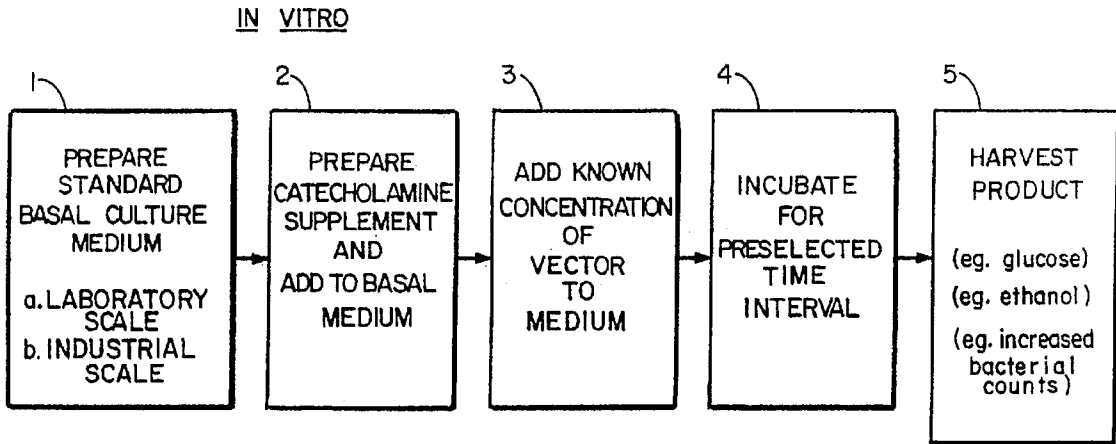 IN VITRO
1
PREPARE
STANDARD
BASAL CULTURE
MEDIUM
a. LABORATORY
SCALE
b. INDUSTRIAL
SCALE
2
PREPARE
CATECHOLAMINE
SUPPLEMENT
AND
ADD TO BASAL
MEDIUM
3
ADD KNOWN
CONCENTRATION
OF
VECTOR
TO
MEDIUM
4
INCUBATE
FOR
PRESELECTED
TIME
INTERVAL
5
HARVEST
PRODUCT
(eg. glucose)
(eg. ethanol)
(eg. increased
bacterial
counts)